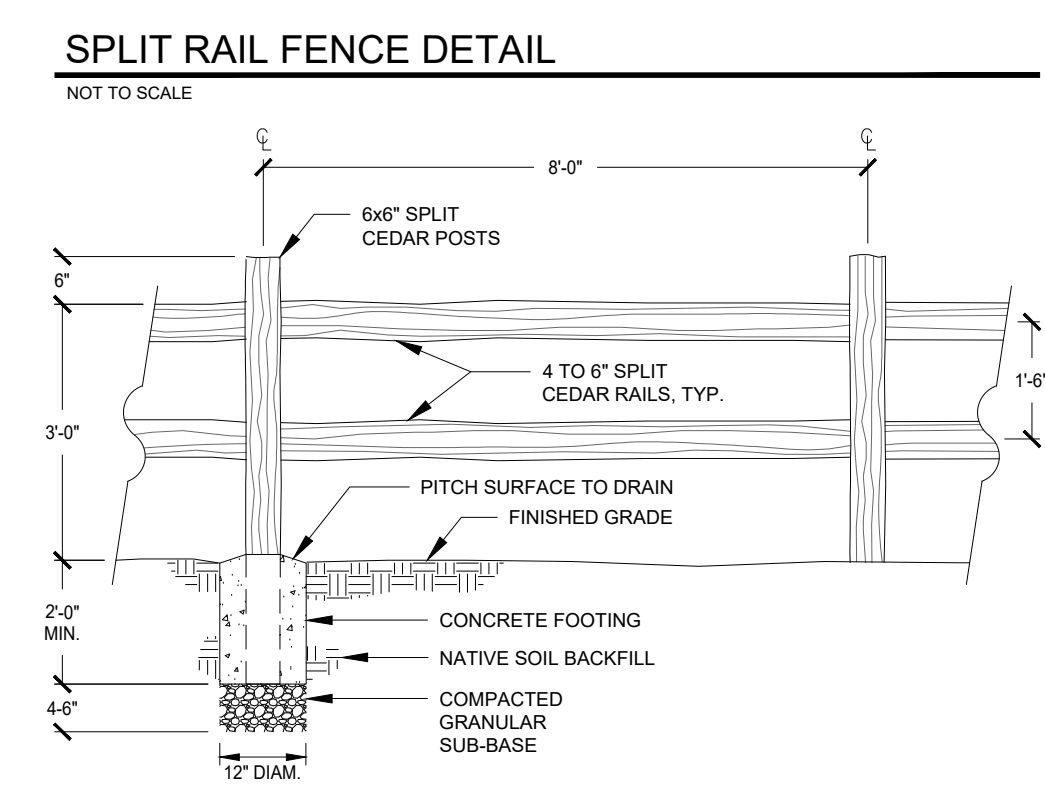 SPLIT RAIL FENCE DETAIL
NOT TO SCALE
℄ ℄
8'-0"
6x6" SPLIT
CEDAR POSTS
6"
4 TO 6" SPLIT
CEDAR RAILS, TYP.
1'-6'
3'-0"
PITCH SURFACE TO DRAIN
FINISHED GRADE
2'-0"
MIN.
CONCRETE FOOTING
NATIVE SOIL BACKFILL
4-6"
COMPACTED
GRANULAR
SUB-BASE
12" DIAM.